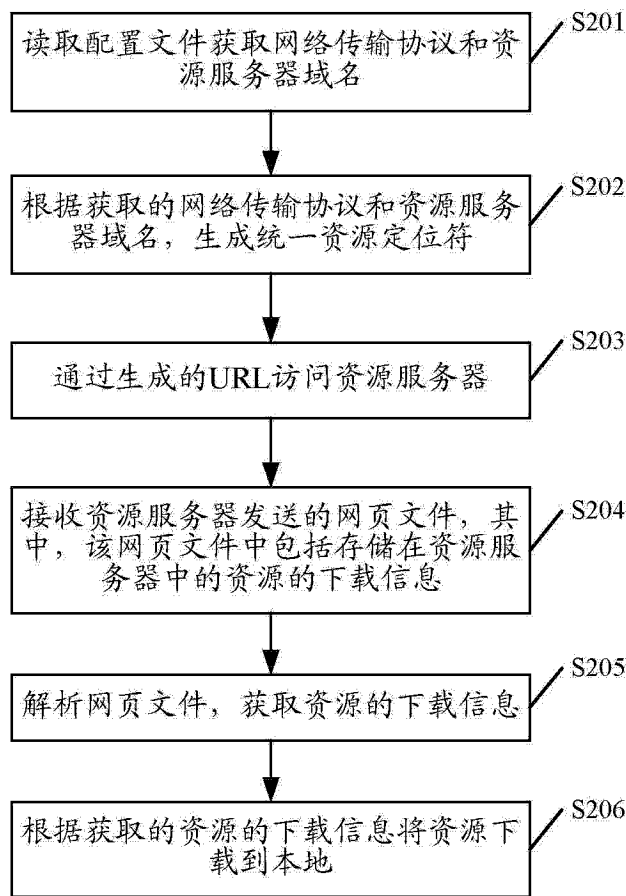 S201
读取配置文件获取网络传输协议和资
源服务器域名
S202
根据获取的网络传输协议和资源服务
器域名，生成统一资源定位符
S203
通过生成的URL访问资源服务器
S204
接收资源服务器发送的网页文件，其
中，该网页文件中包括存储在资源服
务器中的资源的下载信息
S205
解析网页文件，获取资源的下载信息
S206
根据获取的资源的下载信息将资源下
载到本地